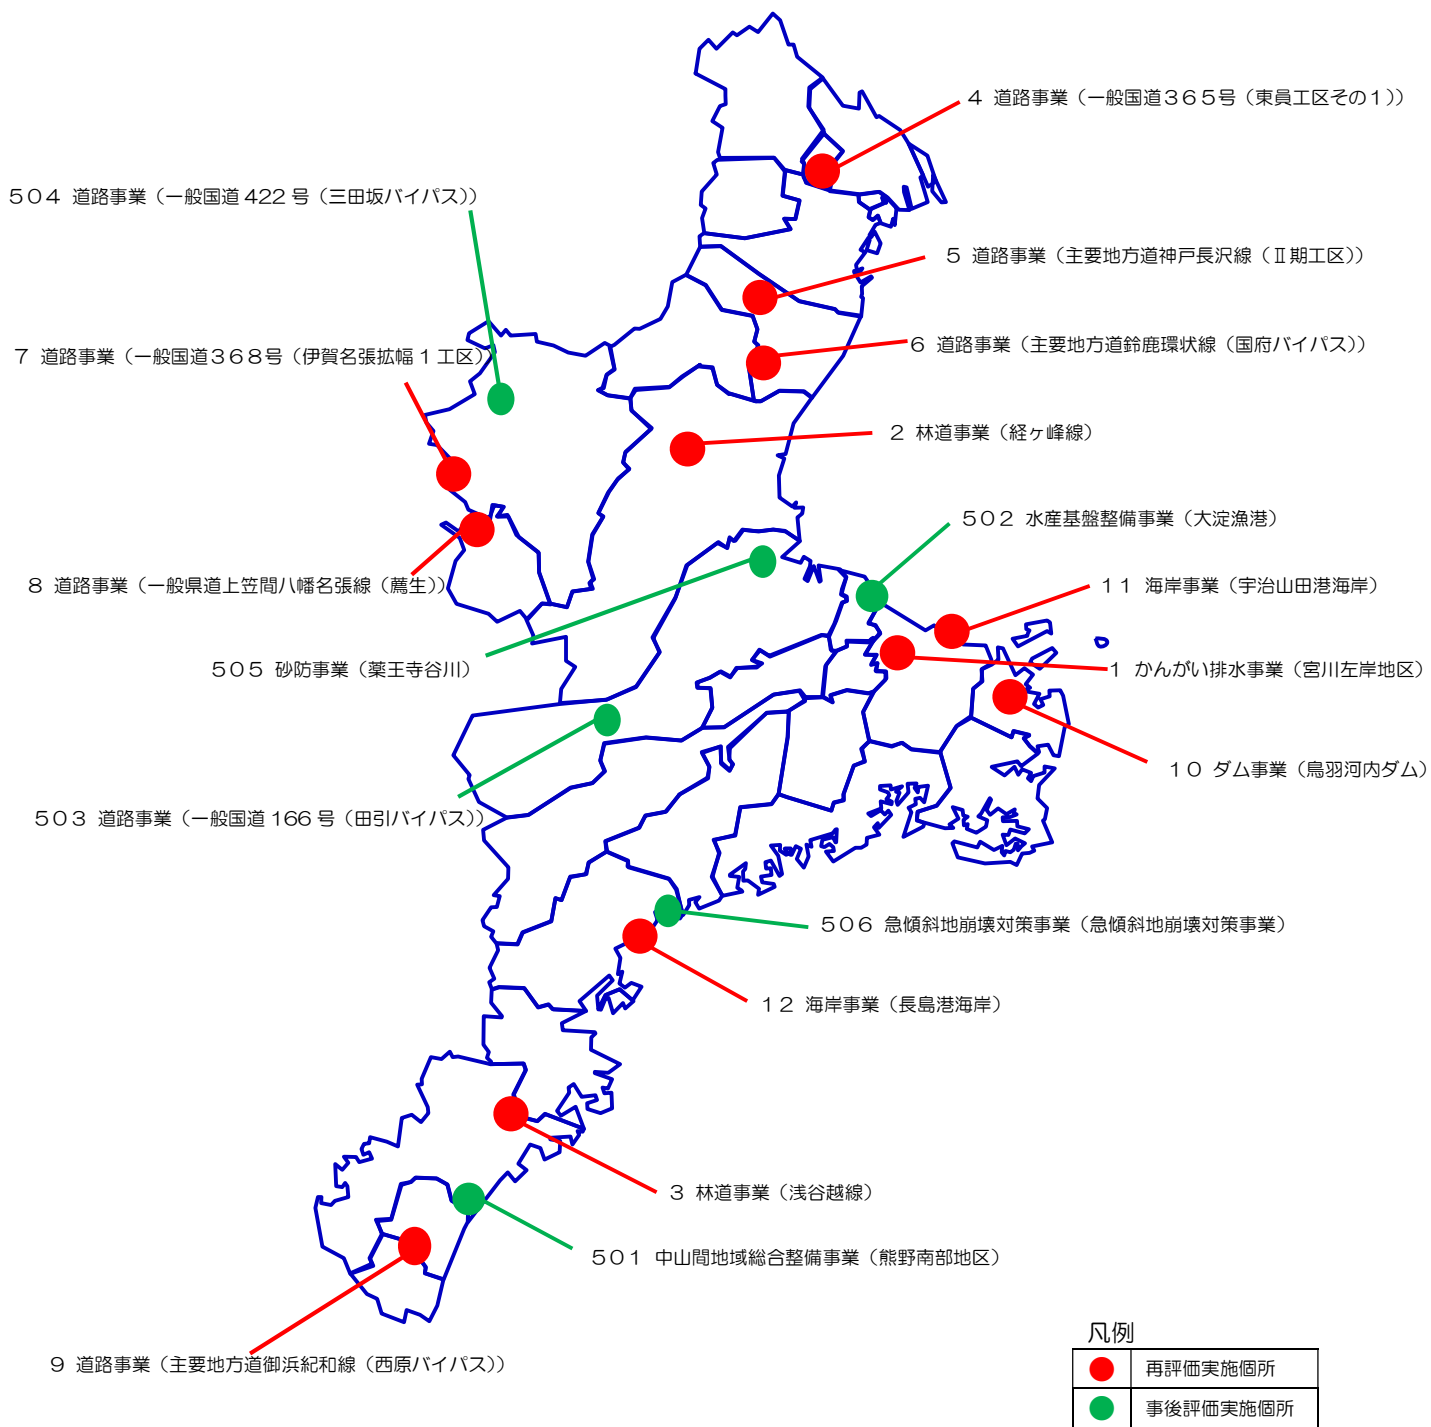 ４ 道路事業（一般国道３６５号（東員工区その１））
５０４ 道路事業（一般国道 422 号（三田坂バイパス））
５ 道路事業（主要地方道神戸長沢線（Ⅱ期工区））
６ 道路事業（主要地方道鈴鹿環状線（国府バイパス））
７ 道路事業（一般国道３６８号（伊賀名張拡幅１工区））
２ 林道事業（経ヶ峰線）
５０２ 水産基盤整備事業（大淀漁港）
８ 道路事業（一般県道上笠間八幡名張線（薦生））
１１ 海岸事業（宇治山田港海岸）
５０５ 砂防事業（薬王寺谷川）
１ かんがい排水事業（宮川左岸地区）
１０ ダム事業（鳥羽河内ダム）
５０３ 道路事業（一般国道 166 号（田引バイパス））
５０６ 急傾斜地崩壊対策事業（急傾斜地崩壊対策事業）
１２ 海岸事業（長島港海岸）
３ 林道事業（浅谷越線）
５０１ 中山間地域総合整備事業（熊野南部地区）
９ 道路事業（主要地方道御浜紀和線（西原バイパス））
凡例
再評価実施個所
事後評価実施個所